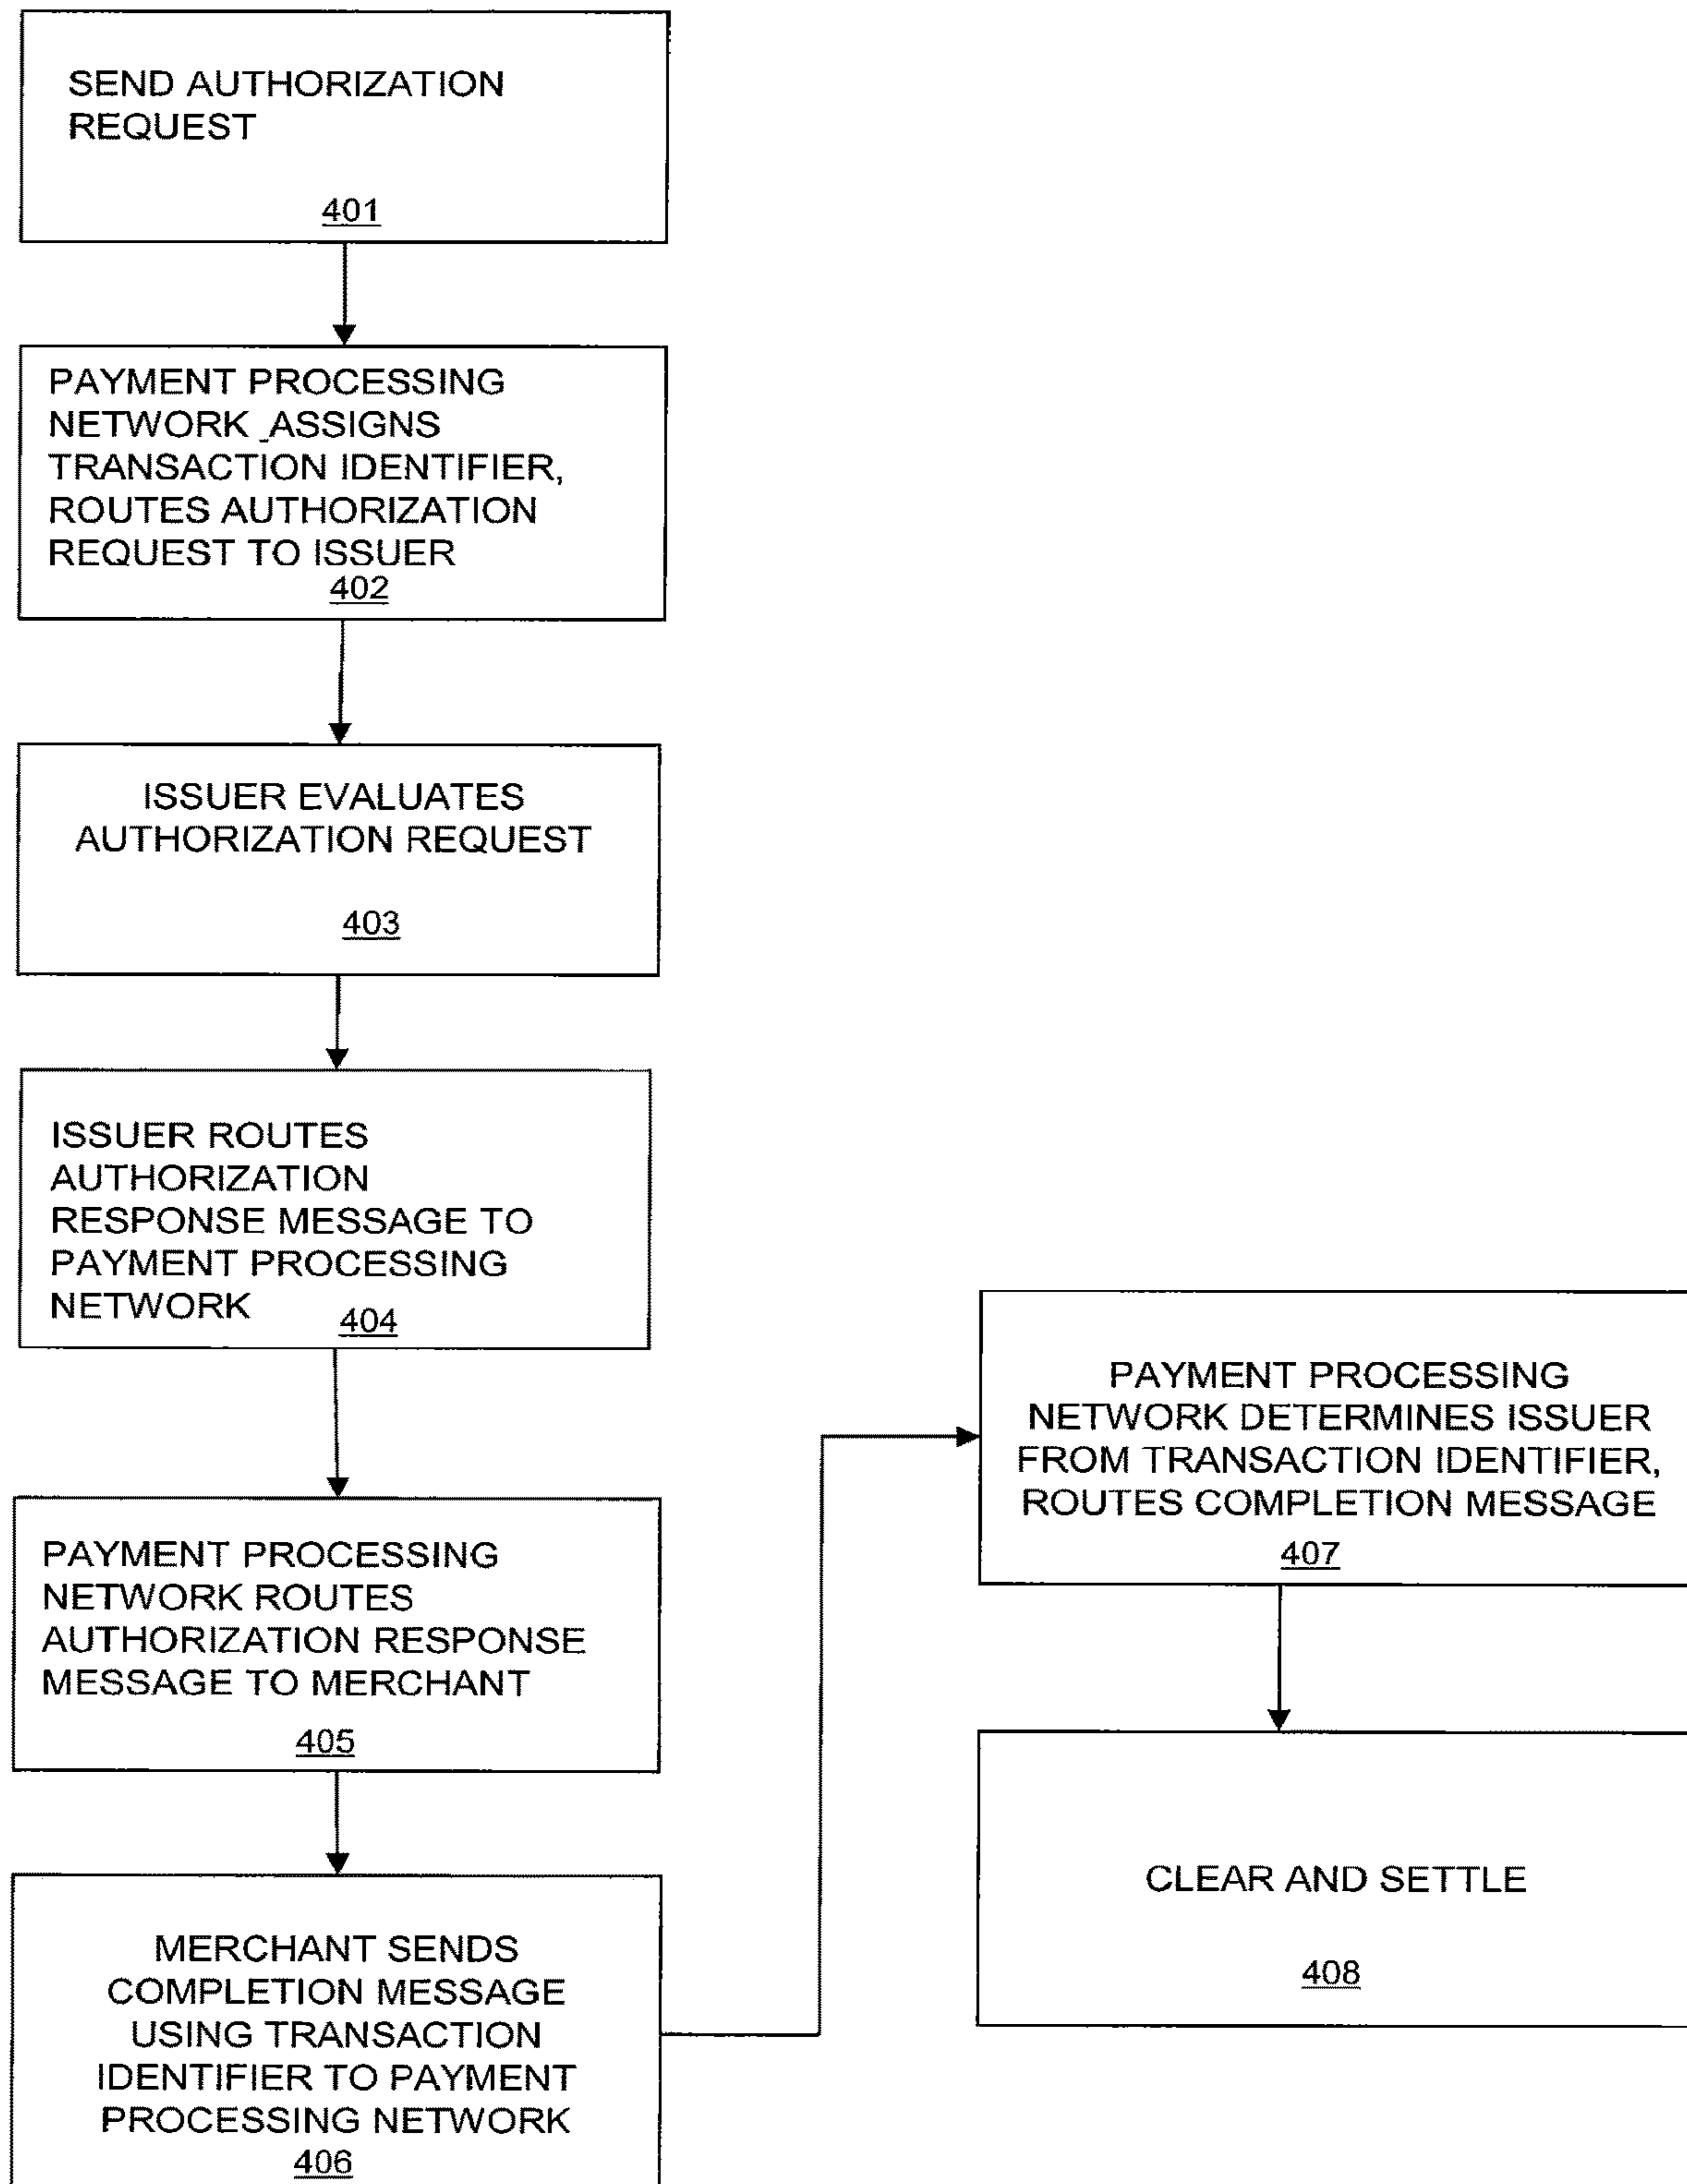 SEND AUTHORIZATION
REQUEST
401
PAYMENT PROCESSING
NETWORK ASSIGNS
TRANSACTION IDENTIFIER,
ROUTES AUTHORIZATION
REQUEST TO ISSUER
402
ISSUER EVALUATES
AUTHORIZATION REQUEST
403
ISSUER ROUTES
AUTHORIZATION
RESPONSE MESSAGE TO
PAYMENT PROCESSING
NETWORK
404
PAYMENT PROCESSING
NETWORK ROUTES
AUTHORIZATION RESPONSE
MESSAGE TO MERCHANT
405
MERCHANT SENDS
COMPLETION MESSAGE
USING TRANSACTION
IDENTIFIER TO PAYMENT
PROCESSING NETWORK
406
PAYMENT PROCESSING
NETWORK DETERMINES ISSUER
FROM TRANSACTION IDENTIFIER,
ROUTES COMPLETION MESSAGE
407
CLEAR AND SETTLE
408